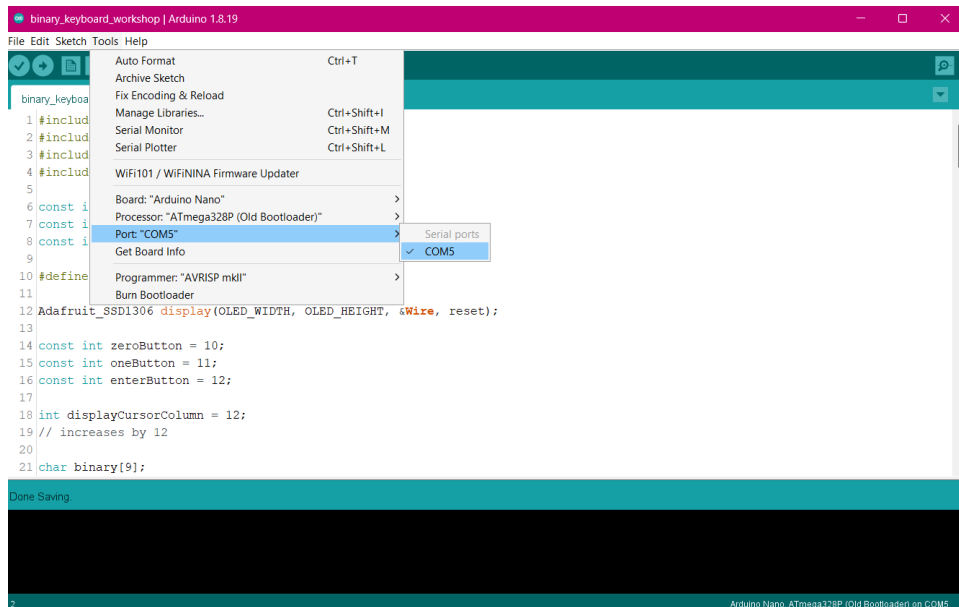 binary_keyboard_workshop | Arduino 1.8.19
File Edit Sketch Tools Help
Auto Format Ctrl+T
Archive Sketch
Fix Encoding & Reload
Manage Libraries... Ctrl+Shift+I
Serial Monitor Ctrl+Shift+M
Serial Plotter Ctrl+Shift+L
WiFi101 / WiFiNINA Firmware Updater
Board: "Arduino Nano"
Processor: "ATmega328P (Old Bootloader)"
Port: "COM5"
Get Board Info
Programmer: "AVRISP mkII"
Burn Bootloader
Serial ports
COM5
binary_keyboa
1 #includ
2 #includ
3 #includ
4 #includ
5
6 const i
7 const i
8 const i
9
10 #define
11
12 Adafruit_SSD1306 display(OLED_WIDTH, OLED_HEIGHT, &Wire, reset);
13
14 const int zeroButton = 10;
15 const int oneButton = 11;
16 const int enterButton = 12;
17
18 int displayCursorColumn = 12;
19 // increases by 12
20
21 char binary[9];
Done Saving.
2 Arduino Nano, ATmega328P (Old Bootloader) on COM5